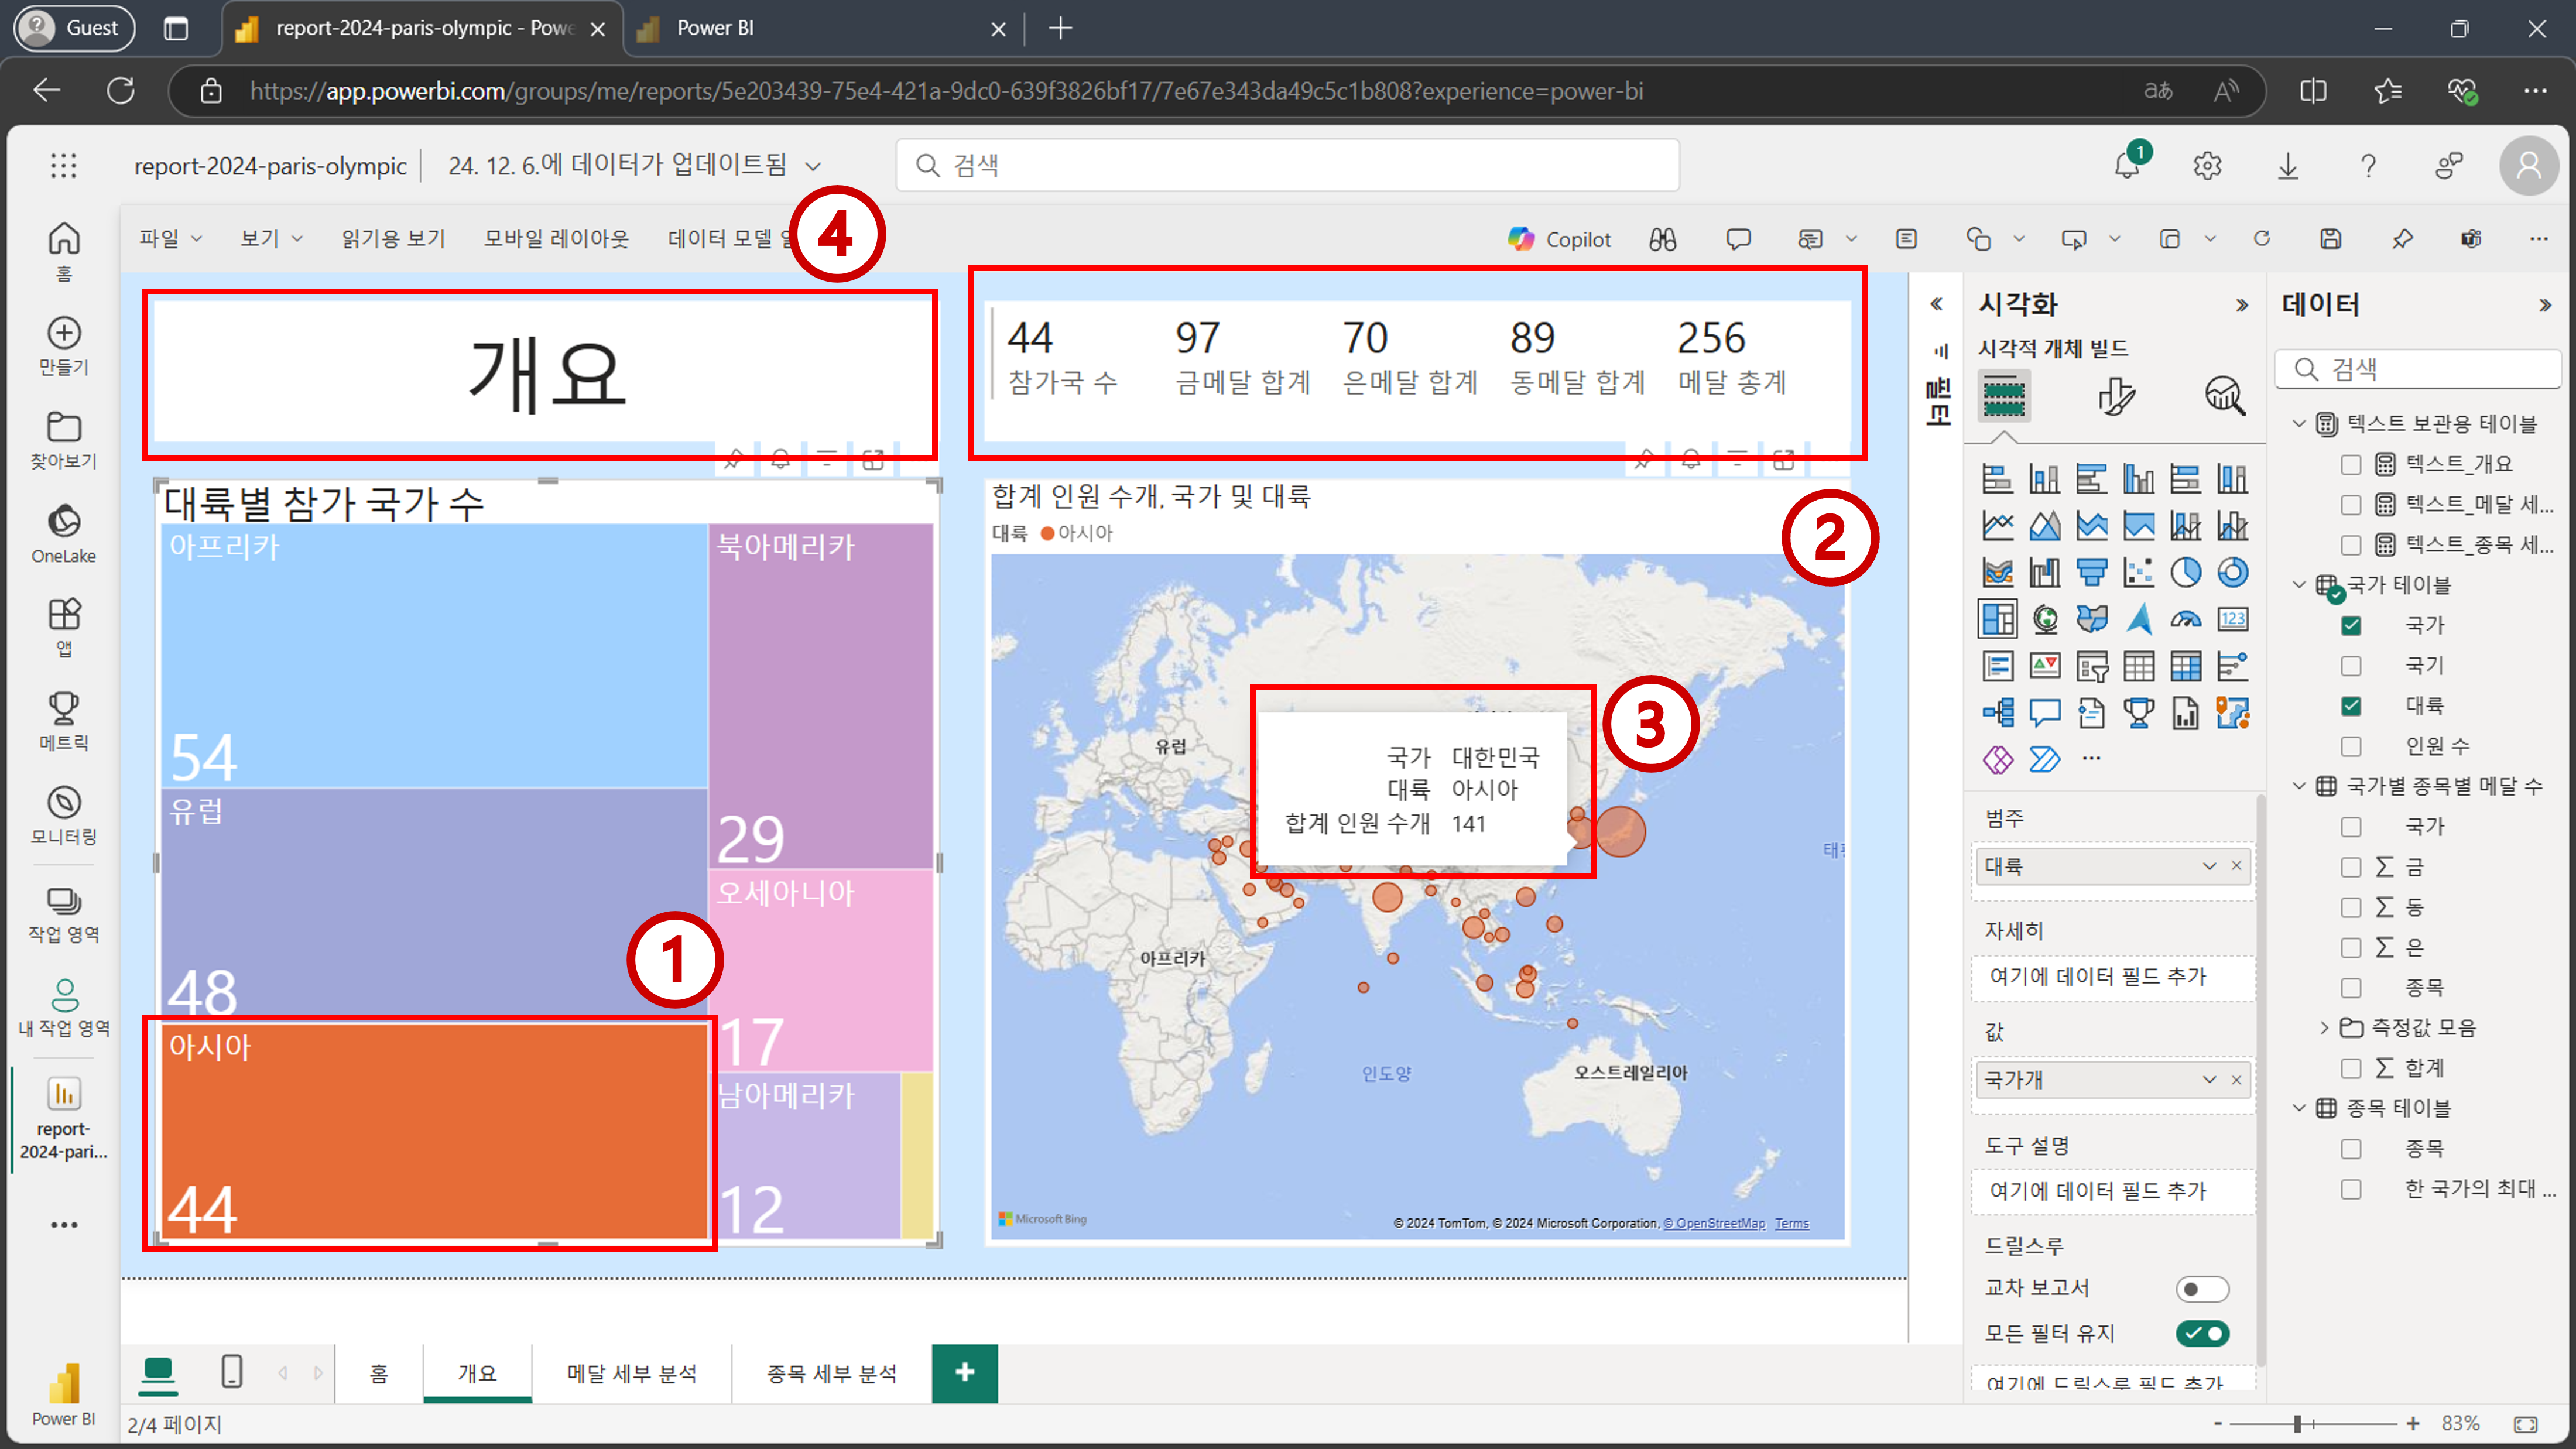 Guest
report-2024-paris-olympic - Powe
Power BI
https://app.powerbi.com/groups/me/reports/5e203439-75e4-421a-9dc0-639f3826bf17/7e67e343da49c5c1b808?experience=power-bi
report-2024-paris-olympic
24. 12. 6.에 데이터가 업데이트됨
검색
1
파일
보기
읽기용 보기
모바일 레이아웃
데이터 모델
Copilot
④
홈
만들기
찾아보기
OneLake
앱
메트릭
모니터링
작업 영역
내 작업 영역
report-
2024-pari...
Power BI
개요
44
참가국 수
97
금메달 합계
70
은메달 합계
89
동메달 합계
256
메달 총계
②
대륙별 참가 국가 수
아프리카
54
유럽
48
아시아
44
북아메리카
29
오세아니아
17
남아메리카
12
①
합계 인원 수개, 국가 및 대륙
대륙 아시아
유럽
아프리카
인도양
오스트레일리아
국가 대한민국
대륙 아시아
합계 인원 수개 141
③
Microsoft Bing
© 2024 TomTom, © 2024 Microsoft Corporation, © OpenStreetMap Terms
필터
시각화
시각적 개체 빌드
123
범주
대륙
자세히
여기에 데이터 필드 추가
값
국가개
도구 설명
여기에 데이터 필드 추가
드릴스루
교차 보고서
모든 필터 유지
여기에 드릴스루 필드 추가
데이터
검색
텍스트 보관용 테이블
텍스트_개요
텍스트_메달 세...
텍스트_종목 세...
국가 테이블
국가
국기
대륙
인원 수
국가별 종목별 메달 수
국가
금
동
은
종목
측정값 모음
합계
종목 테이블
종목
한 국가의 최대 ...
홈
개요
메달 세부 분석
종목 세부 분석
2/4 페이지
83%